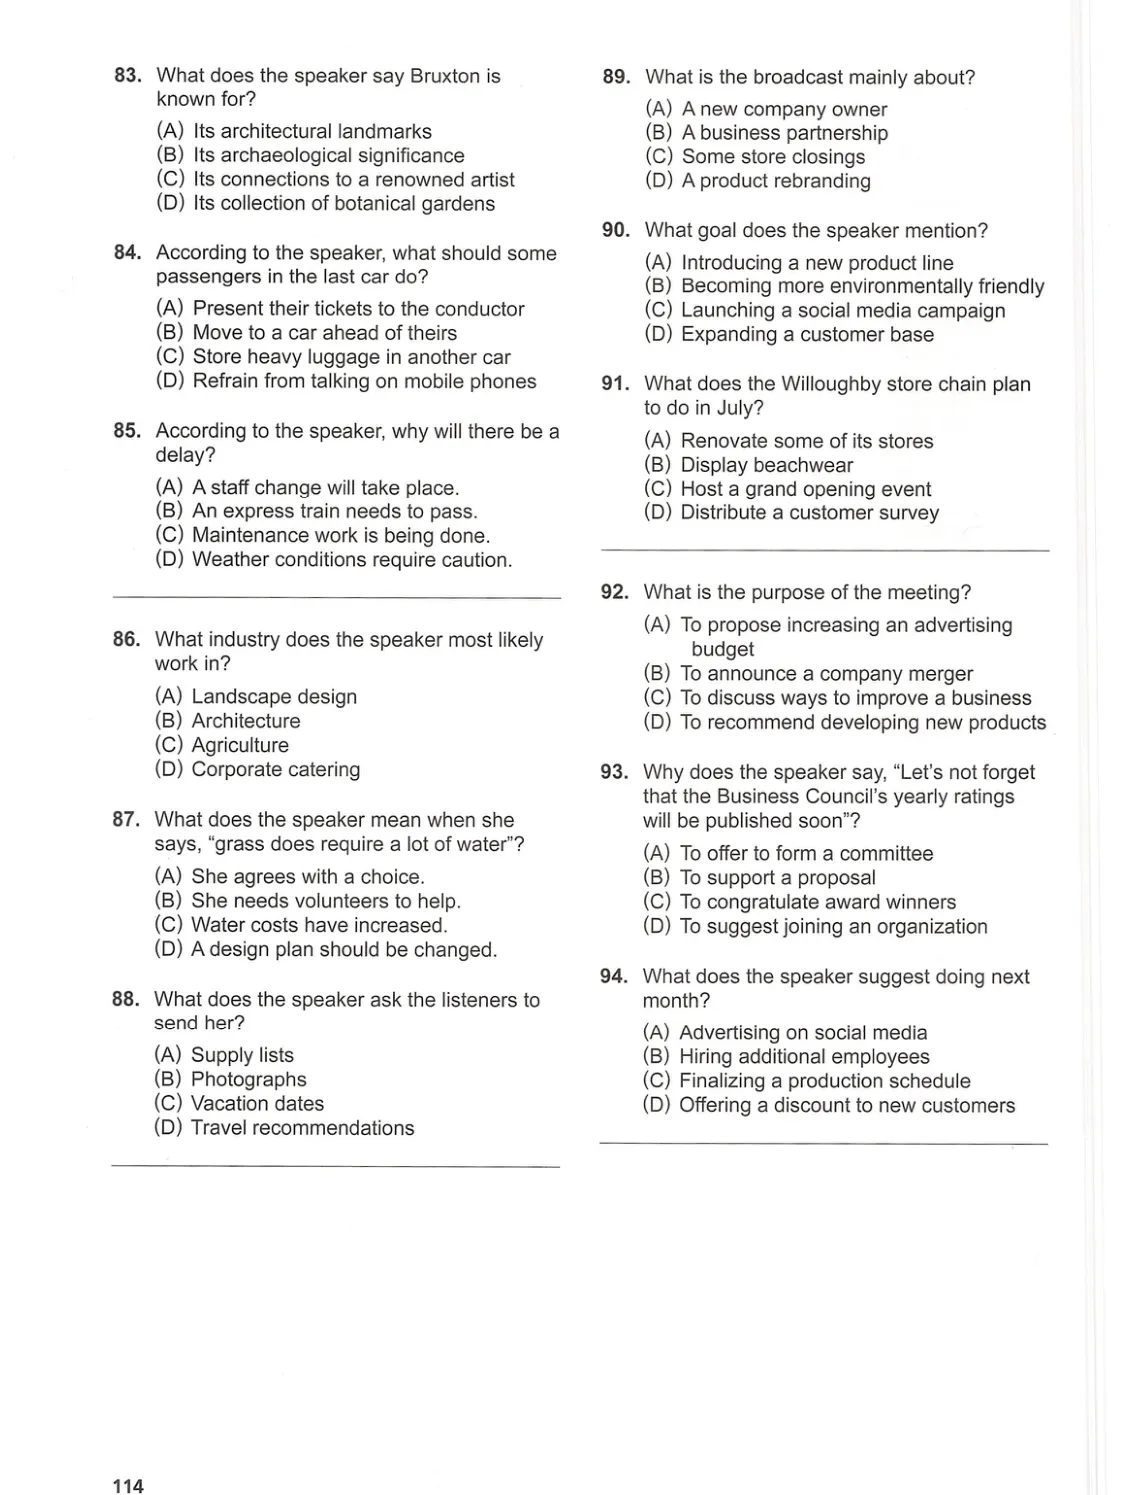 83. What does the speaker say Bruxton is
known for?
(A) Its architectural landmarks
(B) Its archaeological significance
(C) Its connections to a renowned artist
(D) Its collection of botanical gardens
84. According to the speaker, what should some
passengers in the last car do?
(A) Present their tickets to the conductor
(B) Move to a car ahead of theirs
(C) Store heavy luggage in another car
(D) Refrain from talking on mobile phones
85. According to the speaker, why will there be a
delay?
(A) A staff change will take place.
(B) An express train needs to pass.
(C) Maintenance work is being done.
(D) Weather conditions require caution.
86. What industry does the speaker most likely
work in?
(A) Landscape design
(B) Architecture
(C) Agriculture
(D) Corporate catering
87. What does the speaker mean when she
says, “grass does require a lot of water”?
(A) She agrees with a choice.
(B) She needs volunteers to help.
(C) Water costs have increased.
(D) A design plan should be changed.
88. What does the speaker ask the listeners to
send her?
(A) Supply lists
(B) Photographs
(C) Vacation dates
(D) Travel recommendations
89. What is the broadcast mainly about?
(A) A new company owner
(B) A business partnership
(C) Some store closings
(D) A product rebranding
90. What goal does the speaker mention?
(A) Introducing a new product line
(B) Becoming more environmentally friendly
(C) Launching a social media campaign
(D) Expanding a customer base
91. What does the Willoughby store chain plan
to do in July?
(A) Renovate some of its stores
(B) Display beachwear
(C) Host a grand opening event
(D) Distribute a customer survey
92. What is the purpose of the meeting?
(A) To propose increasing an advertising
budget
(B) To announce a company merger
(C) To discuss ways to improve a business
(D) To recommend developing new products
93. Why does the speaker say, “Let’s not forget
that the Business Council’s yearly ratings
will be published soon”?
(A) To offer to form a committee
(B) To support a proposal
(C) To congratulate award winners
(D) To suggest joining an organization
94. What does the speaker suggest doing next
month?
(A) Advertising on social media
(B) Hiring additional employees
(C) Finalizing a production schedule
(D) Offering a discount to new customers
114